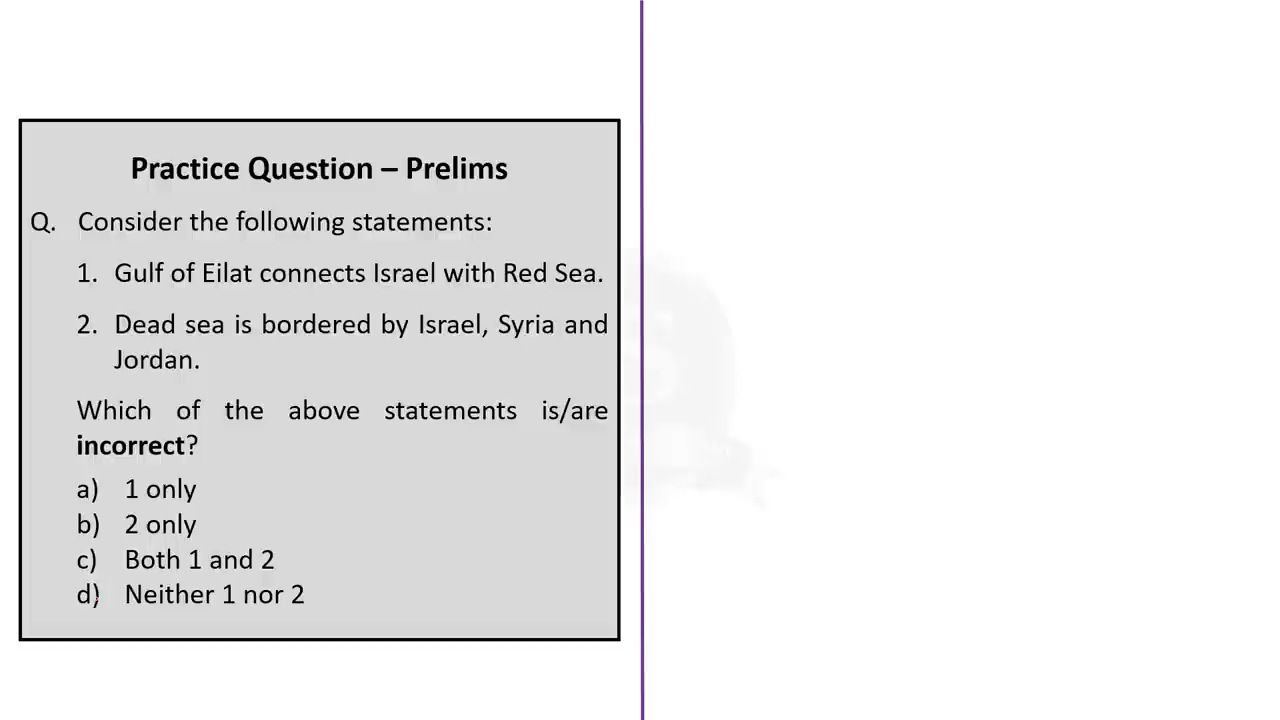 Practice Question – Prelims
Q. Consider the following statements:
1. Gulf of Eilat connects Israel with Red Sea.
2. Dead sea is bordered by Israel, Syria and
Jordan.
Which of the above statements is/are
incorrect?
a) 1 only
b) 2 only
c) Both 1 and 2
d) Neither 1 nor 2